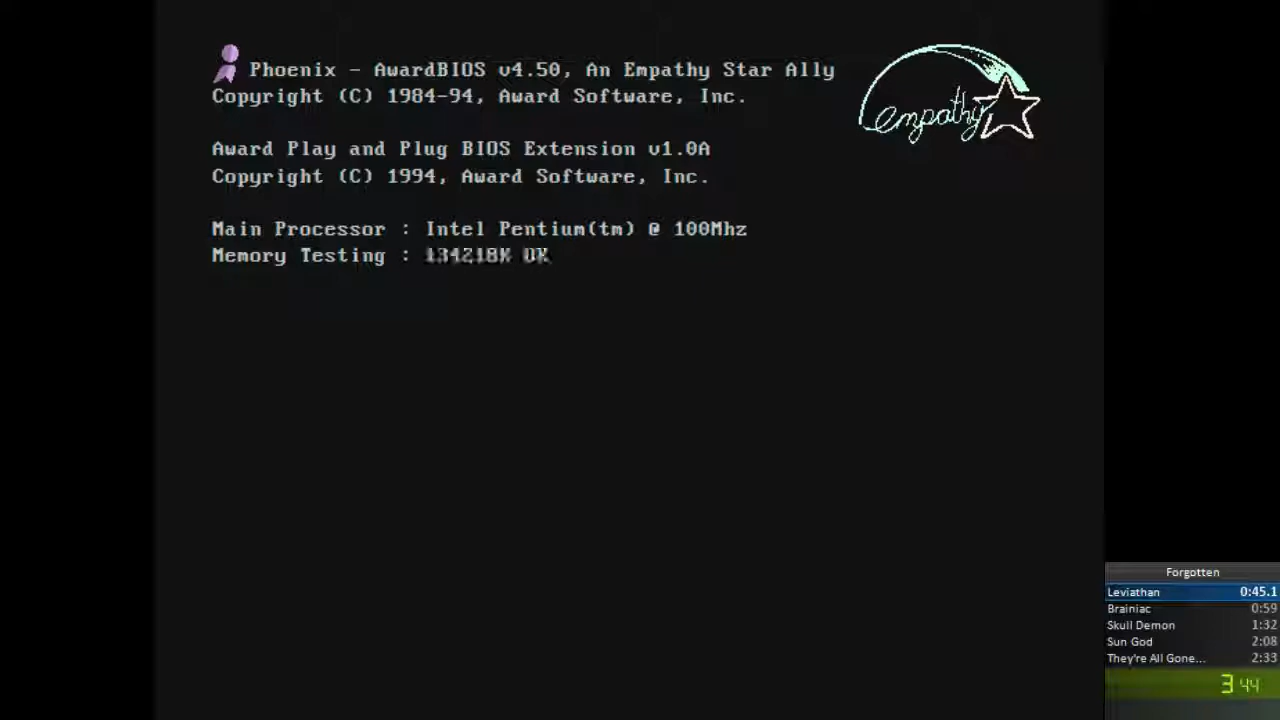 Phoenix - AwardBIOS v4.50, An Empathy Star Ally
Copyright (C) 1984-94, Award Software, Inc.
empathy
Award Play and Plug BIOS Extension v1.0A
Copyright (C) 1994, Award Software, Inc.
Main Processor : Intel Pentium(tm) @ 100Mhz
Memory Testing : 134218K OK
Forgotten
Leviathan 0:45.1
Brainiac 0:59
Skull Demon 1:32
Sun God 2:08
They're All Gone... 2:33
3 44